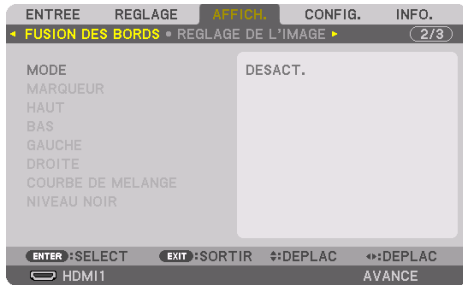 ENTREE REGLAGE AFFICH. CONFIG. INFO.
FUSION DES BORDS • REGLAGE DE L'IMAGE 2/3
MODE DESACT.
MARQUEUR
HAUT
BAS
GAUCHE
DROITE
COURBE DE MELANGE
NIVEAU NOIR
ENTER :SELECT EXIT :SORTIR :DEPLAC :DEPLAC
HDMI1 AVANCE